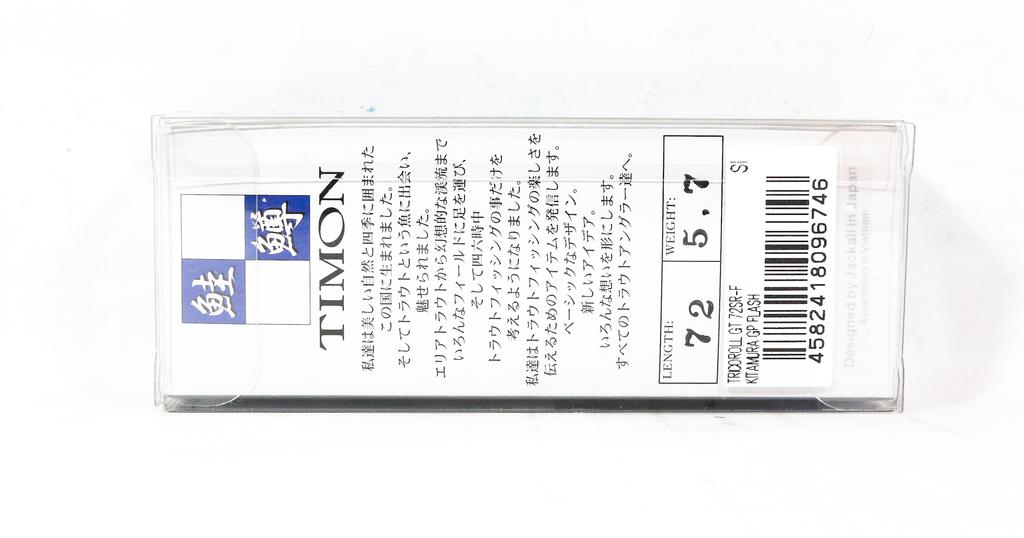 鮭
鱒
TIMON
私達は美しい自然と四季に囲まれた
この国に生まれました。
そしてトラウトという魚に出会い、
魅せられました。
エリアトラウトから幻想的な渓流まで
いろんなフィールドに足を運び、
そして四六時中
トラウトフィッシングの事だけを
考えるようになりました。
私達はトラウトフィッシングの楽しさを
伝えるためのアイテムを発信します。
ベーシックなデザイン。
新しいアイデア。
いろんな想いを形にします。
すべてのトラウトアングラー達へ。
LENGTH: WEIGHT:
72 5.7
TRICOROLL GT 72SR-F SI
KITAMURA GP FLASH
4582418096746
Designed by Jackall in Japan
Assembled in Vietnam